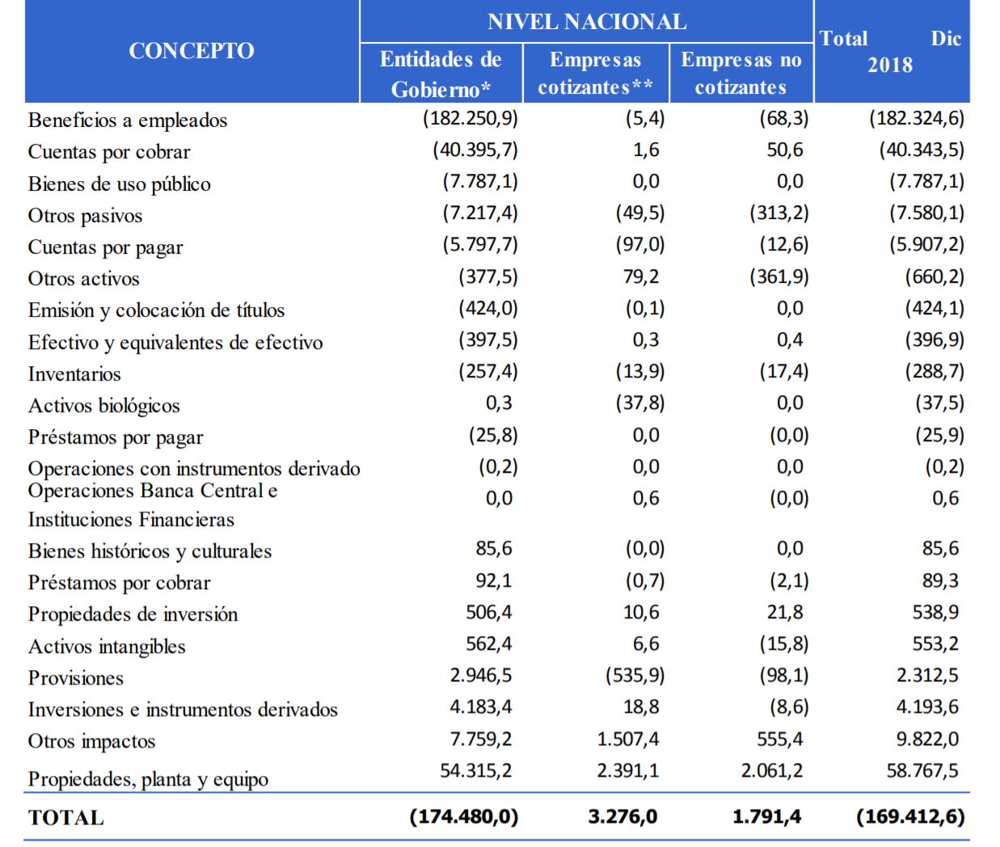 CONCEPTO NIVEL NACIONAL Total Dic 2018
Entidades de Gobierno* Empresas cotizantes** Empresas no cotizantes
Beneficios a empleados (182.250,9) (5,4) (68,3) (182.324,6)
Cuentas por cobrar (40.395,7) 1,6 50,6 (40.343,5)
Bienes de uso público (7.787,1) 0,0 0,0 (7.787,1)
Otros pasivos (7.217,4) (49,5) (313,2) (7.580,1)
Cuentas por pagar (5.797,7) (97,0) (12,6) (5.907,2)
Otros activos (377,5) 79,2 (361,9) (660,2)
Emisión y colocación de títulos (424,0) (0,1) 0,0 (424,1)
Efectivo y equivalentes de efectivo (397,5) 0,3 0,4 (396,9)
Inventarios (257,4) (13,9) (17,4) (288,7)
Activos biológicos 0,3 (37,8) 0,0 (37,5)
Préstamos por pagar (25,8) 0,0 (0,0) (25,9)
Operaciones con instrumentos derivado (0,2) 0,0 0,0 (0,2)
Operaciones Banca Central e 0,0 0,6 (0,0) 0,6
Instituciones Financieras
Bienes históricos y culturales 85,6 (0,0) 0,0 85,6
Préstamos por cobrar 92,1 (0,7) (2,1) 89,3
Propiedades de inversión 506,4 10,6 21,8 538,9
Activos intangibles 562,4 6,6 (15,8) 553,2
Provisiones 2.946,5 (535,9) (98,1) 2.312,5
Inversiones e instrumentos derivados 4.183,4 18,8 (8,6) 4.193,6
Otros impactos 7.759,2 1.507,4 555,4 9.822,0
Propiedades, planta y equipo 54.315,2 2.391,1 2.061,2 58.767,5
TOTAL (174.480,0) 3.276,0 1.791,4 (169.412,6)